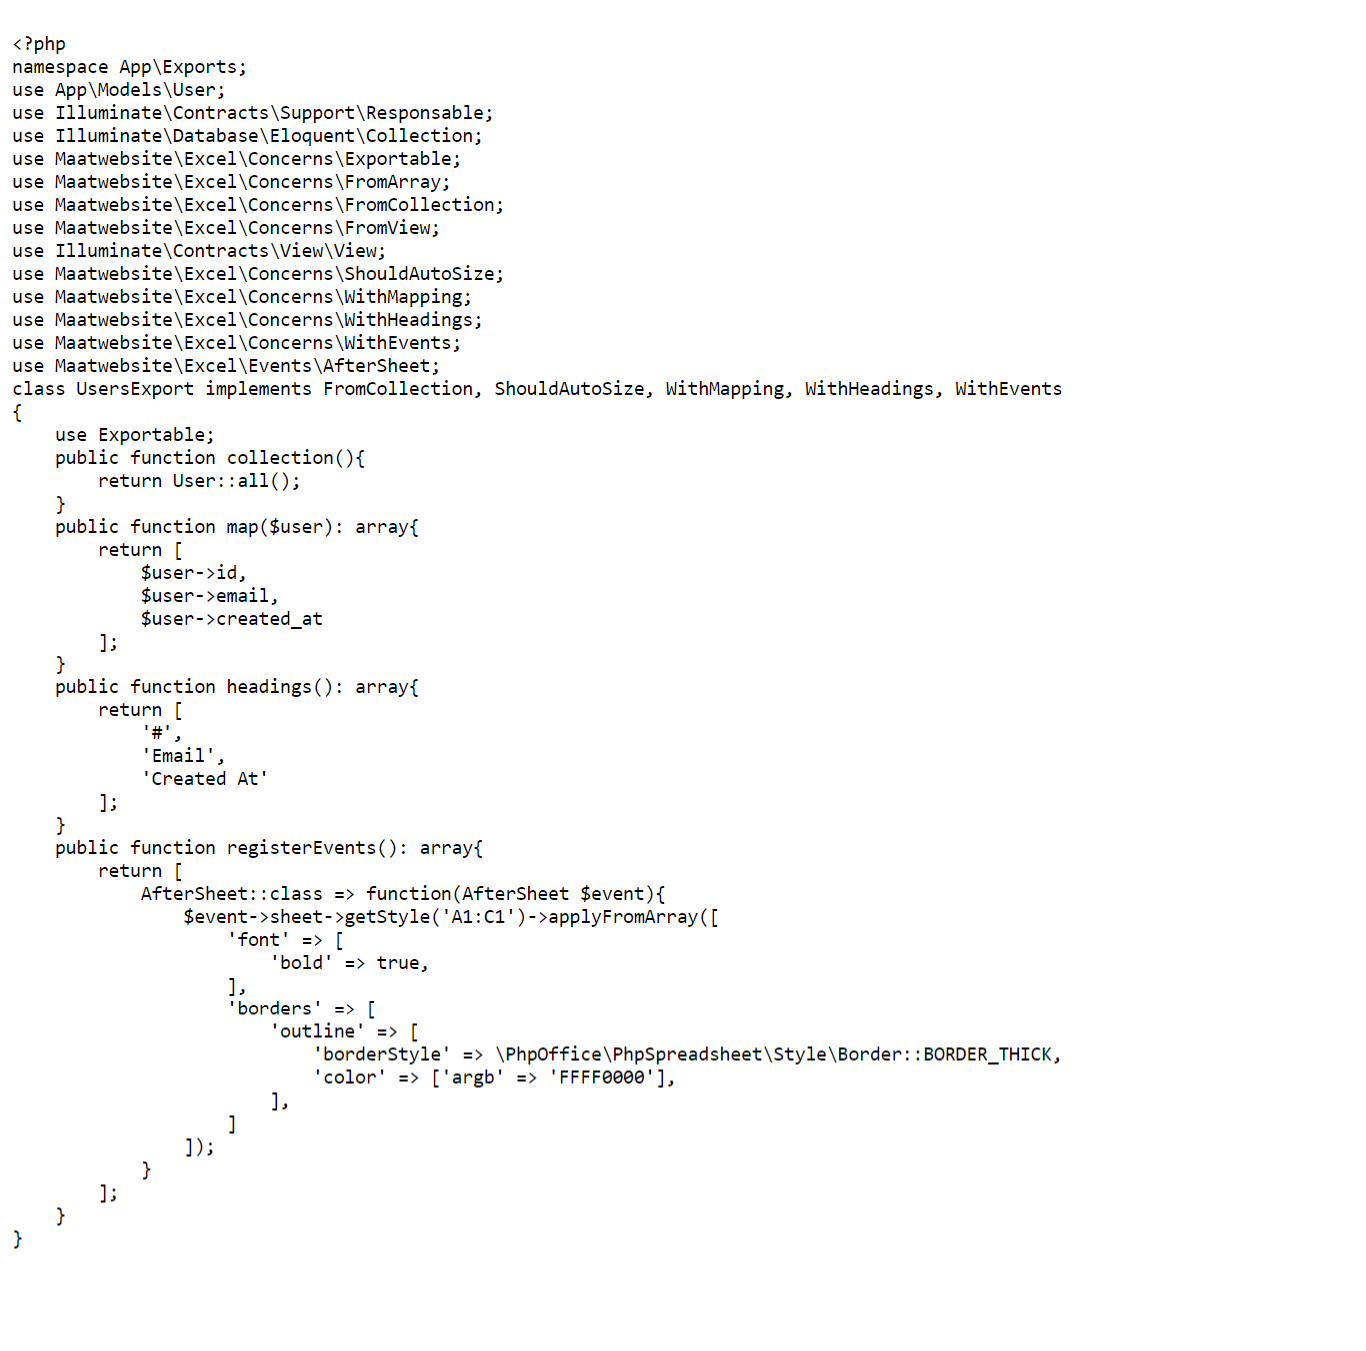 <?php
namespace App\Exports;
use App\Models\User;
use Illuminate\Contracts\Support\Responsable;
use Illuminate\Database\Eloquent\Collection;
use Maatwebsite\Excel\Concerns\Exportable;
use Maatwebsite\Excel\Concerns\FromArray;
use Maatwebsite\Excel\Concerns\FromCollection;
use Maatwebsite\Excel\Concerns\FromView;
use Illuminate\Contracts\View\View;
use Maatwebsite\Excel\Concerns\ShouldAutoSize;
use Maatwebsite\Excel\Concerns\WithMapping;
use Maatwebsite\Excel\Concerns\WithHeadings;
use Maatwebsite\Excel\Concerns\WithEvents;
use Maatwebsite\Excel\Events\AfterSheet;
class UsersExport implements FromCollection, ShouldAutoSize, WithMapping, WithHeadings, WithEvents
{
    use Exportable;
    public function collection(){
        return User::all();
    }
    public function map($user): array{
        return [
            $user->id,
            $user->email,
            $user->created_at
        ];
    }
    public function headings(): array{
        return [
            '#',
            'Email',
            'Created At'
        ];
    }
    public function registerEvents(): array{
        return [
            AfterSheet::class => function(AfterSheet $event){
                $event->sheet->getStyle('A1:C1')->applyFromArray([
                    'font' => [
                        'bold' => true,
                    ],
                    'borders' => [
                        'outline' => [
                            'borderStyle' => \PhpOffice\PhpSpreadsheet\Style\Border::BORDER_THICK,
                            'color' => ['argb' => 'FFFF0000'],
                        ],
                    ]
                ]);
            }
        ];
    }
}